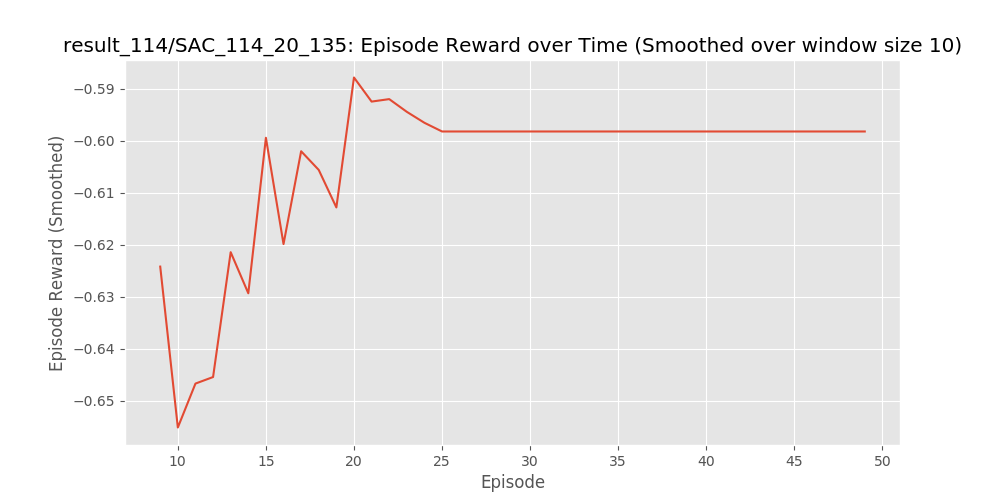 result_114/SAC_114_20_135: Episode Reward over Time (Smoothed over window size 10)
Episode Reward (Smoothed)
−0.59
−0.60
−0.61
−0.62
−0.63
−0.64
−0.65
10 15 20 25 30 35 40 45 50
Episode